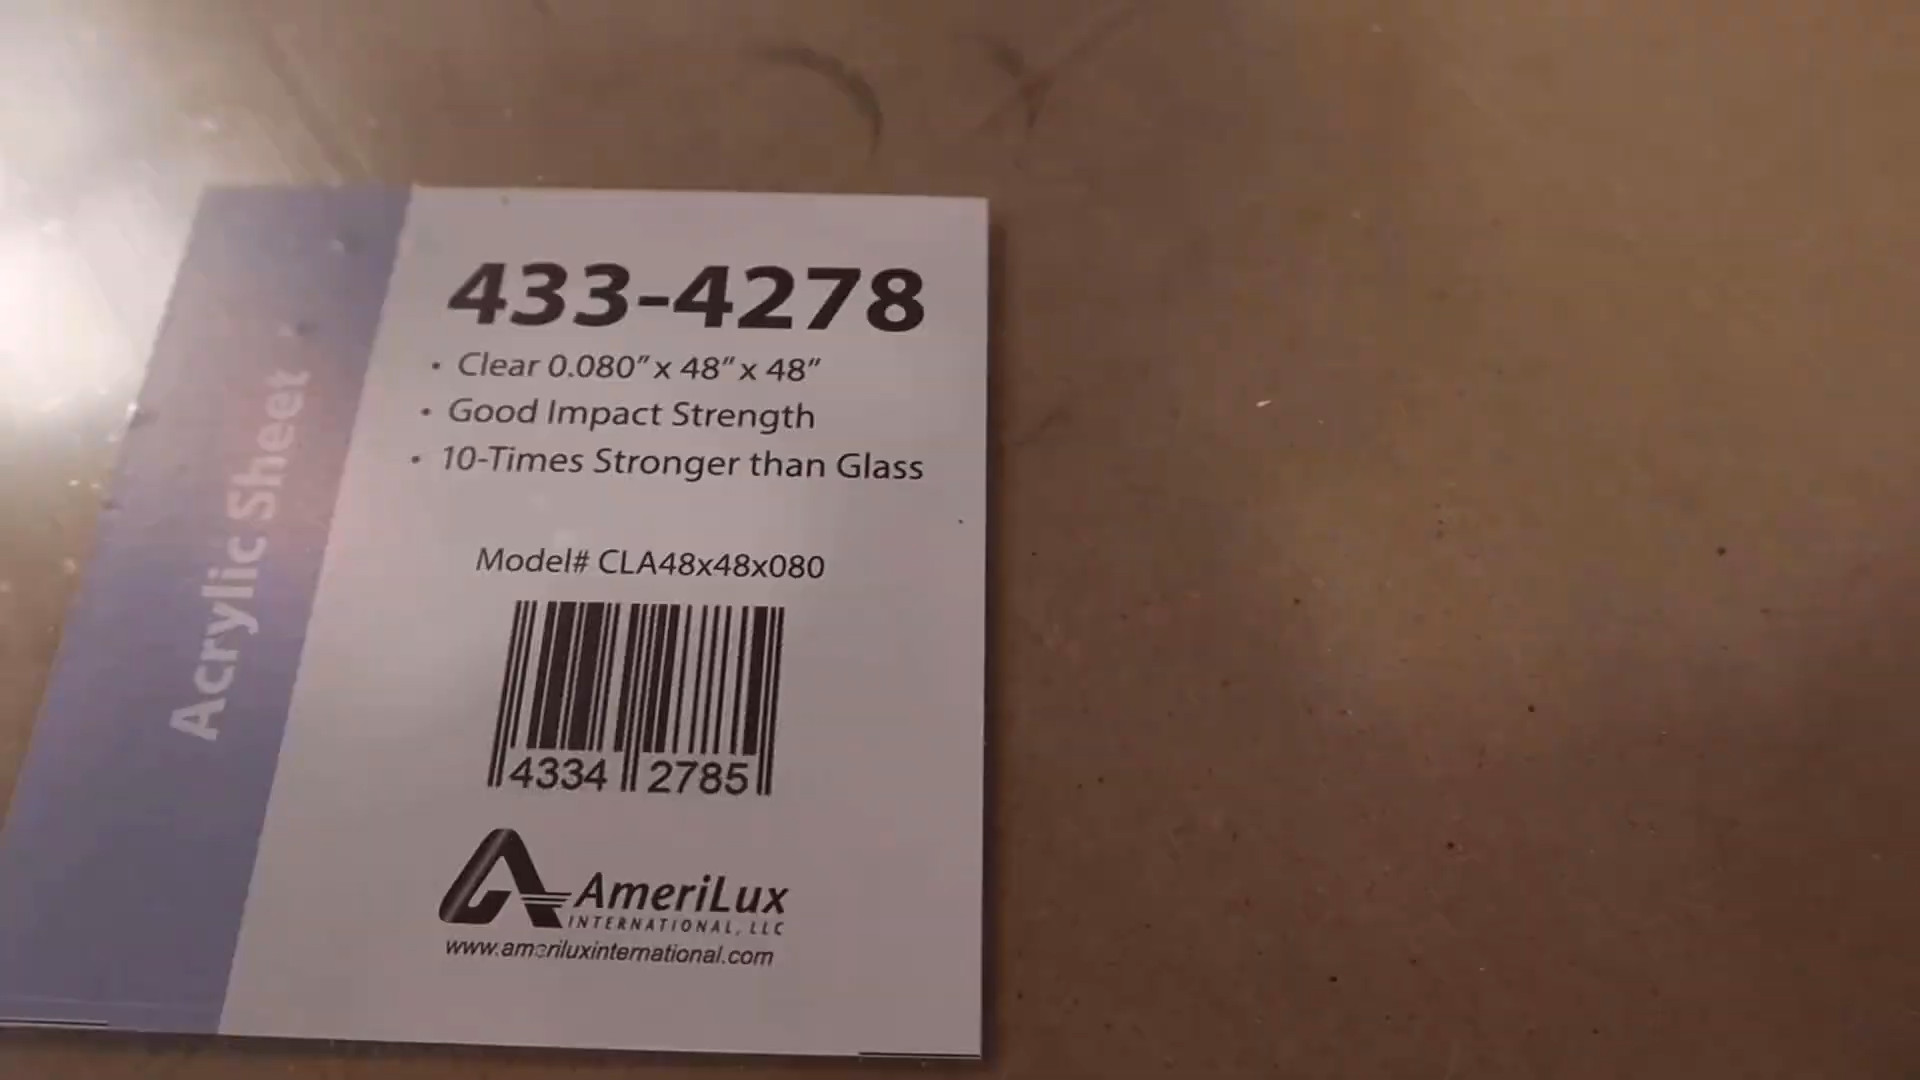 Acrylic Sheet
433-4278
• Clear 0.080" x 48" x 48"
• Good Impact Strength
• 10-Times Stronger than Glass
Model# CLA48x48x080
4334 2785
AmeriLux
INTERNATIONAL, LLC
www.ameriluxinternational.com